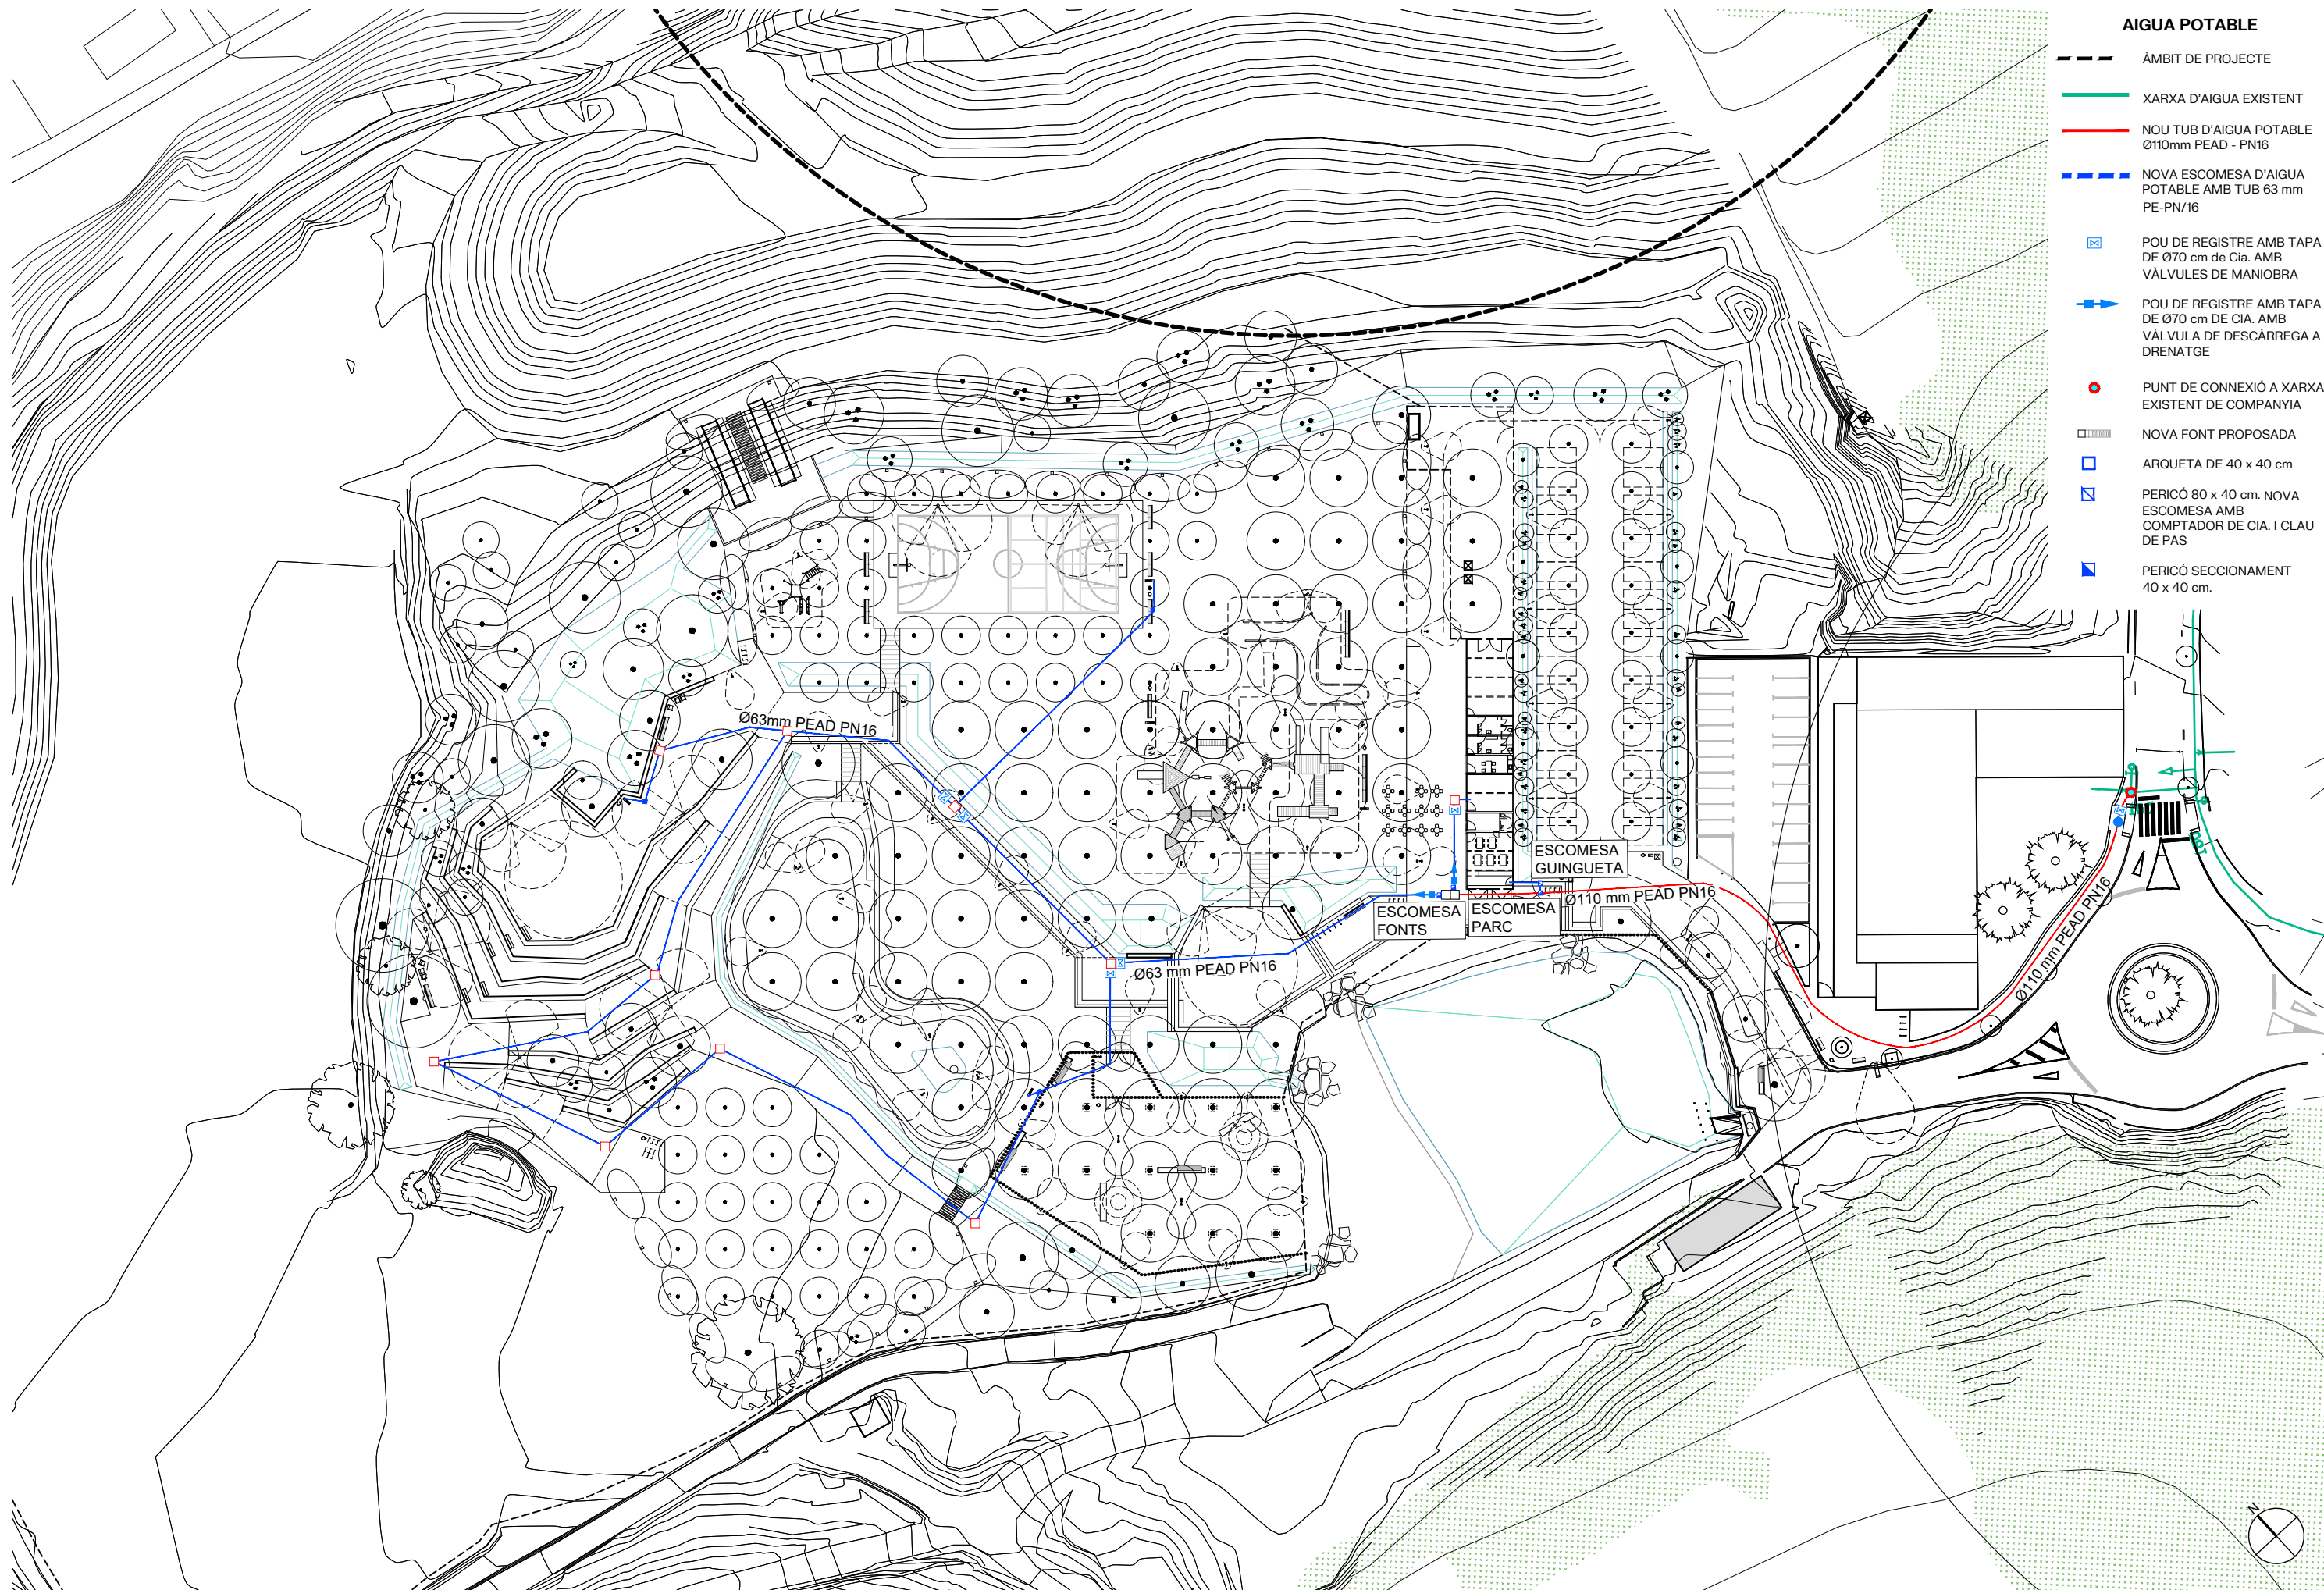 AIGUA POTABLE
ÀMBIT DE PROJECTE
XARXA D'AIGUA EXISTENT
NOU TUB D'AIGUA POTABLE
Ø110mm PEAD - PN16
NOVA ESCOMESA D'AIGUA
POTABLE AMB TUB 63 mm
PE-PN/16
POU DE REGISTRE AMB TAPA
DE Ø70 cm de Cia. AMB
VÀLVULES DE MANIOBRA
POU DE REGISTRE AMB TAPA
DE Ø70 cm DE CIA. AMB
VÀLVULA DE DESCÀRREGA A
DRENATGE
PUNT DE CONNEXIÓ A XARXA
EXISTENT DE COMPANYIA
NOVA FONT PROPOSADA
ARQUETA DE 40 x 40 cm
PERICÓ 80 x 40 cm. NOVA
ESCOMESA AMB
COMPTADOR DE CIA. I CLAU
DE PAS
PERICÓ SECCIONAMENT
40 x 40 cm.
Ø63mm PEAD PN16
ESCOMESA
GUINGUETA
Ø110 mm PEAD PN16
ESCOMESA
FONTS
ESCOMESA
PARC
Ø63 mm PEAD PN16
Ø110 mm PEAD PN16
N